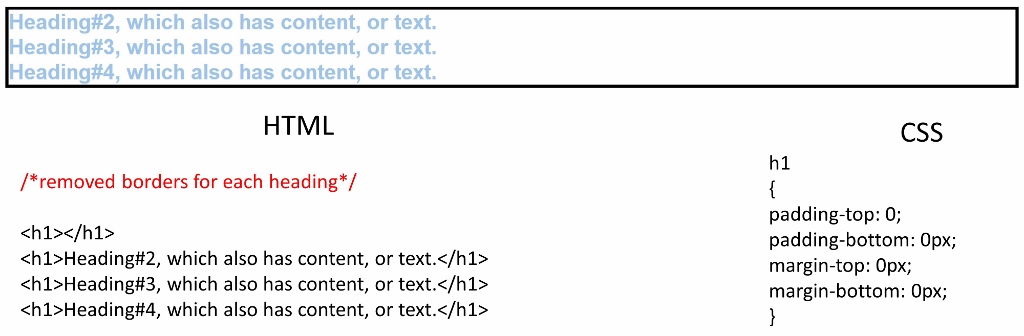 Heading#2, which also has content, or text.
Heading#3, which also has content, or text.
Heading#4, which also has content, or text.
HTML
/*removed borders for each heading*/
<h1></h1>
<h1>Heading#2, which also has content, or text.</h1>
<h1>Heading#3, which also has content, or text.</h1>
<h1>Heading#4, which also has content, or text.</h1>
CSS
h1
{
padding-top: 0;
padding-bottom: 0px;
margin-top: 0px;
margin-bottom: 0px;
}